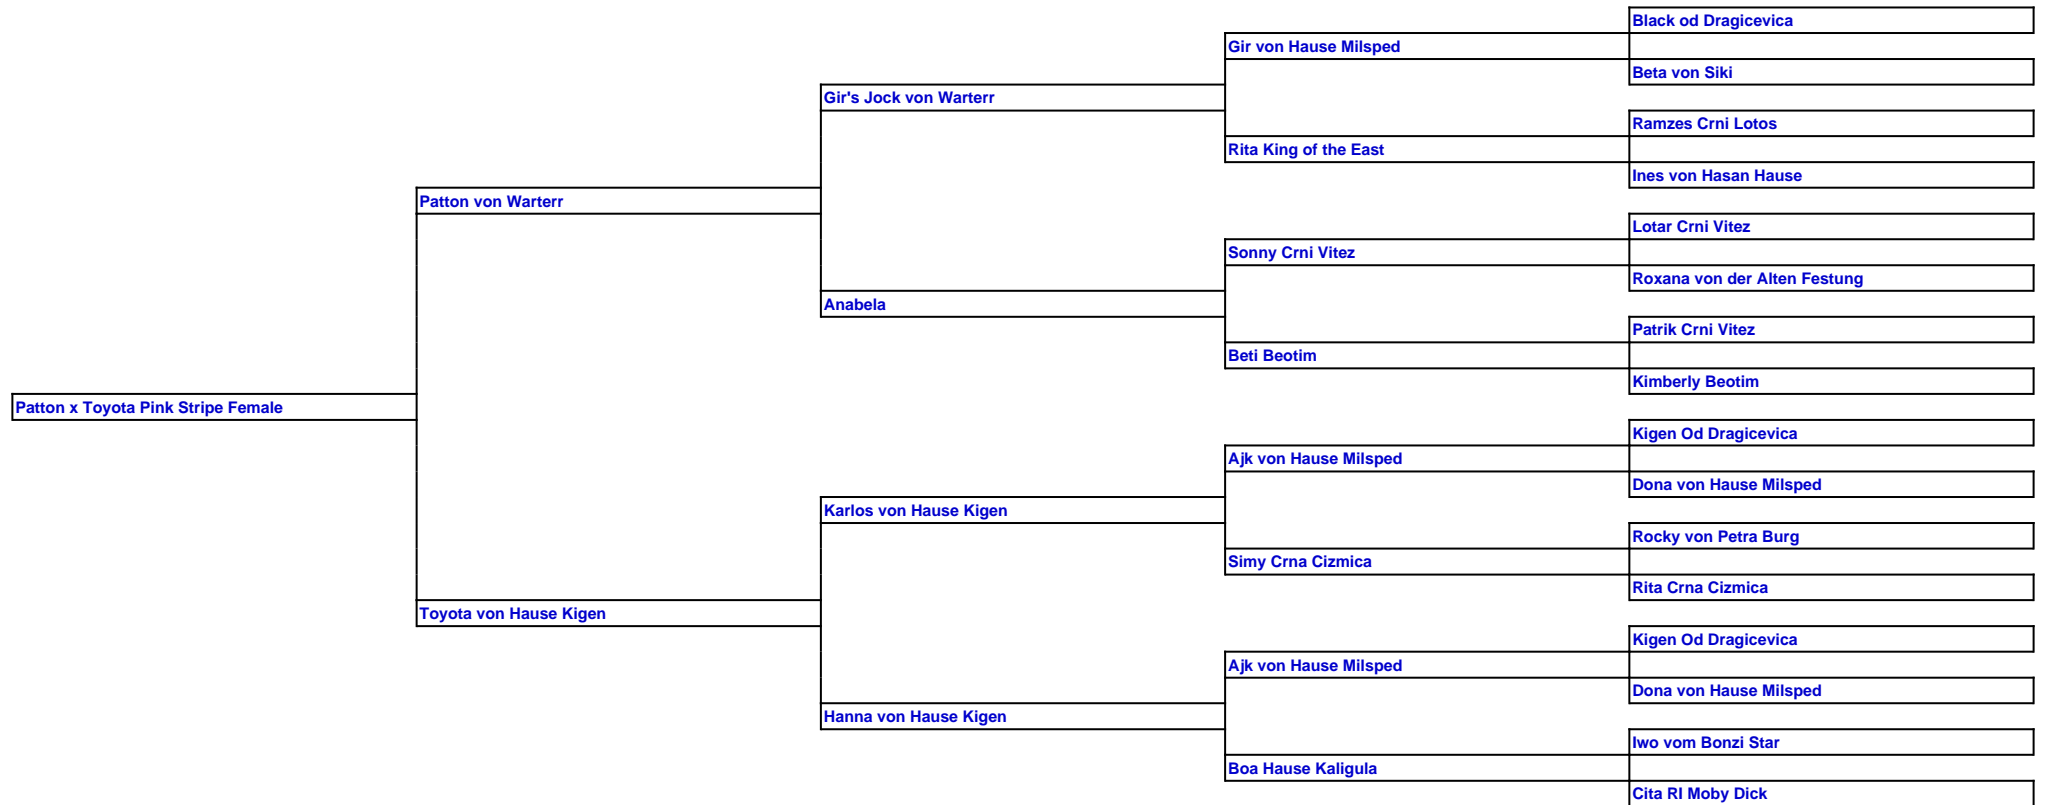 Black od Dragicevica
Gir von Hause Milsped
Beta von Siki
Gir's Jock von Warterr
Ramzes Crni Lotos
Rita King of the East
Ines von Hasan Hause
Patton von Warterr
Lotar Crni Vitez
Sonny Crni Vitez
Roxana von der Alten Festung
Anabela
Patrik Crni Vitez
Beti Beotim
Kimberly Beotim
Patton x Toyota Pink Stripe Female
Kigen Od Dragicevica
Ajk von Hause Milsped
Dona von Hause Milsped
Karlos von Hause Kigen
Rocky von Petra Burg
Simy Crna Cizmica
Rita Crna Cizmica
Toyota von Hause Kigen
Kigen Od Dragicevica
Ajk von Hause Milsped
Dona von Hause Milsped
Hanna von Hause Kigen
Iwo vom Bonzi Star
Boa Hause Kaligula
Cita RI Moby Dick